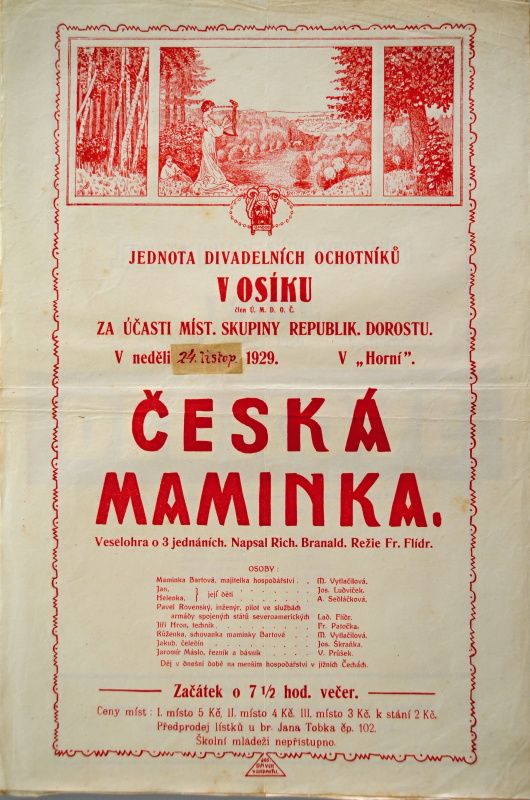 JEDNOTA DIVADELNÍCH OCHOTNÍKŮ
V OSÍKU
člen Ú. M. D. O. Č.
ZA ÚČASTI MÍST. SKUPINY REPUBLIK. DOROSTU.
V neděli 24. listop. 1929. V „Horní".
ČESKÁ
MAMINKA.
Veselohra o 3 jednáních. Napsal Rich. Branald. Režie Fr. Flídr.
OSOBY :
Maminka Bartová, majitelka hospodářství . . M. Vytlačilová.
Jan, } její děti . . . . . . . Jos. Ludvíček.
Helenka, A. Sedláčková.
Pavel Rovenský, inženýr, pilot ve službách
armády spojených států severoamerických Lad. Flídr.
Jiří Hron, technik . . . . . . . . Fr. Patočka.
Růženka, schovanka maminky Bartové . . M. Vytlačilová.
Jakub, čeledín . . . . . . . . Jos. Škraňka.
Jaromír Máslo, řezník a básník . . . . V. Průšek.
Děj v dnešní době na menším hospodářství v jižních Čechách.
Začátek o 7 1/2 hod. večer.
Ceny míst : I. místo 5 Kč, II. místo 4 Kč. III. místo 3 Kč, k stání 2 Kč.
Předprodej lístků u br. Jana Tobka čp. 102.
Školní mládeži nepřístupno.